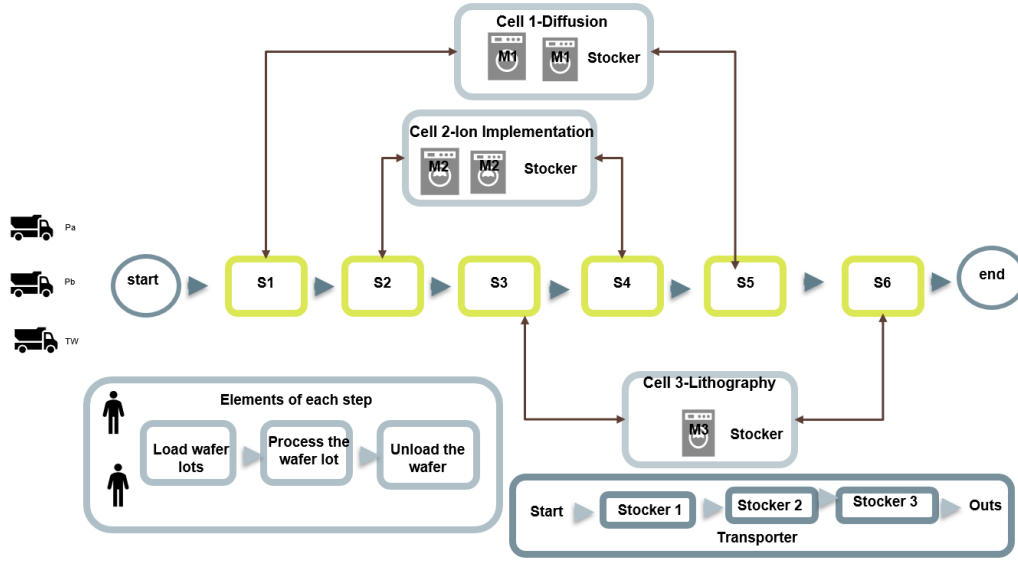 Cell 1-Diffusion
M1
M1
Stocker
Cell 2-Ion Implementation
M2
M2
Stocker
Pa
Pb
TW
start
S1
S2
S3
S4
S5
S6
end
Cell 3-Lithography
M3
Stocker
Elements of each step
Load wafer
lots
Process the
wafer lot
Unload the
wafer
Start
Stocker 1
Stocker 2
Stocker 3
Outs
Transporter